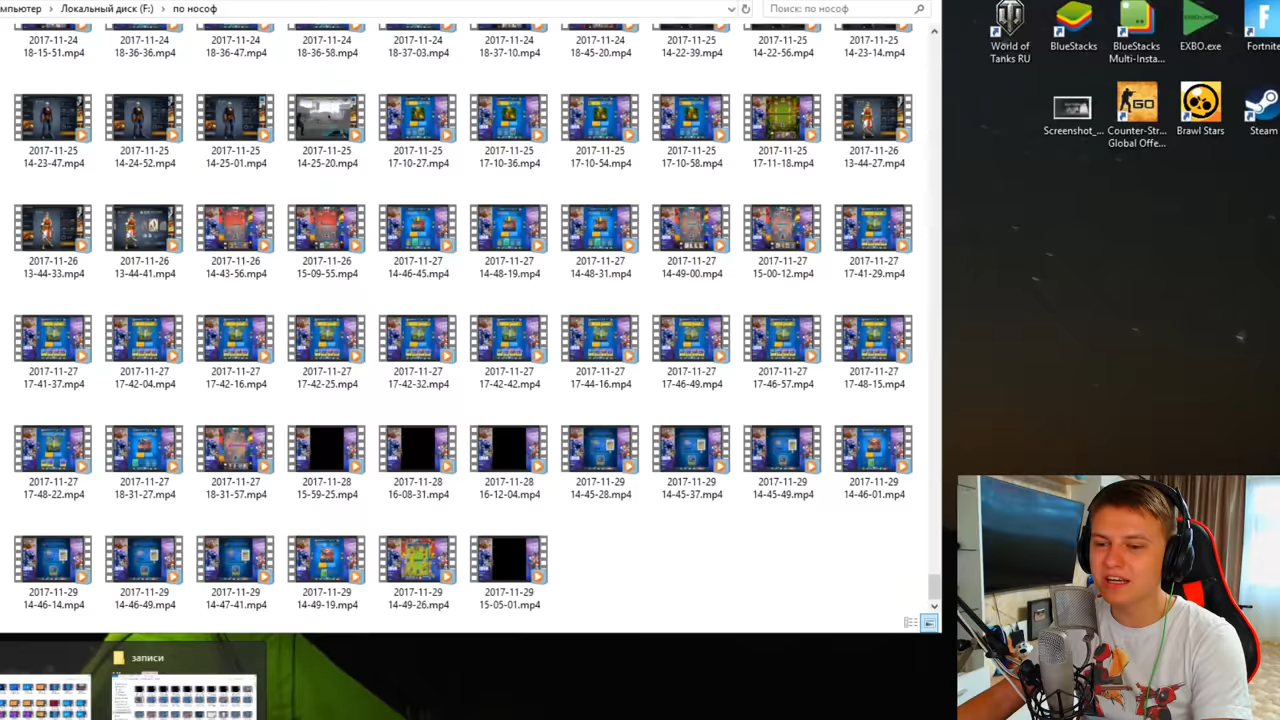 мпьютер > Локальный диск (F:) > по нософ
Поиск: по нософ
2017-11-24 2017-11-24 2017-11-24 2017-11-24 2017-11-24 2017-11-24 2017-11-24 2017-11-25 2017-11-25 2017-11-25
18-15-51.mp4 18-36-36.mp4 18-36-47.mp4 18-36-58.mp4 18-37-03.mp4 18-37-10.mp4 18-45-20.mp4 14-22-39.mp4 14-22-56.mp4 14-23-14.mp4
2017-11-25 2017-11-25 2017-11-25 2017-11-25 2017-11-25 2017-11-25 2017-11-25 2017-11-25 2017-11-25 2017-11-26
14-23-47.mp4 14-24-52.mp4 14-25-01.mp4 14-25-20.mp4 17-10-27.mp4 17-10-36.mp4 17-10-54.mp4 17-10-58.mp4 17-11-18.mp4 13-44-27.mp4
2017-11-26 2017-11-26 2017-11-26 2017-11-26 2017-11-27 2017-11-27 2017-11-27 2017-11-27 2017-11-27 2017-11-27
13-44-33.mp4 13-44-41.mp4 14-43-56.mp4 15-09-55.mp4 14-46-45.mp4 14-48-19.mp4 14-48-31.mp4 14-49-00.mp4 15-00-12.mp4 17-41-29.mp4
2017-11-27 2017-11-27 2017-11-27 2017-11-27 2017-11-27 2017-11-27 2017-11-27 2017-11-27 2017-11-27 2017-11-27
17-41-37.mp4 17-42-04.mp4 17-42-16.mp4 17-42-25.mp4 17-42-32.mp4 17-42-42.mp4 17-44-16.mp4 17-46-49.mp4 17-46-57.mp4 17-48-15.mp4
2017-11-27 2017-11-27 2017-11-27 2017-11-28 2017-11-28 2017-11-28 2017-11-29 2017-11-29 2017-11-29 2017-11-29
17-48-22.mp4 18-31-27.mp4 18-31-57.mp4 15-59-25.mp4 16-08-31.mp4 16-12-04.mp4 14-45-28.mp4 14-45-37.mp4 14-45-49.mp4 14-46-01.mp4
2017-11-29 2017-11-29 2017-11-29 2017-11-29 2017-11-29 2017-11-29
14-46-14.mp4 14-46-49.mp4 14-47-41.mp4 14-49-19.mp4 14-49-26.mp4 15-05-01.mp4
записи
World of BlueStacks BlueStacks EXBO.exe Fortnite
Tanks RU Multi-Insta...
Screenshot_... Counter-Str... Brawl Stars Steam
Global Offe...
GO
EXBO